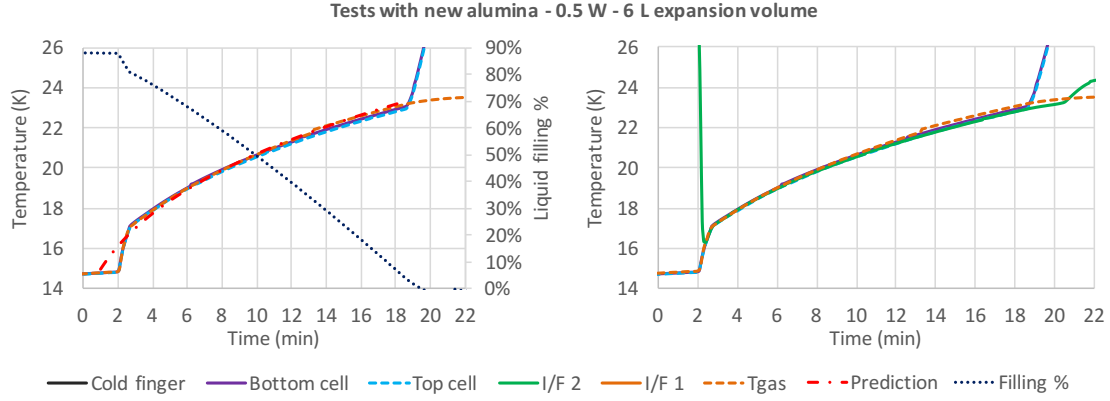 Tests with new alumina - 0.5 W - 6 L expansion volume
26
24
22
20
18
16
14
Temperature (K)
0 2 4 6 8 10 12 14 16 18 20 22
Time (min)
90%
80%
70%
60%
50%
40%
30%
20%
10%
0%
Liquid filling %
26
24
22
20
18
16
14
Temperature (K)
0 2 4 6 8 10 12 14 16 18 20 22
Time (min)
Cold finger Bottom cell Top cell I/F 2 I/F 1 Tgas Prediction Filling %